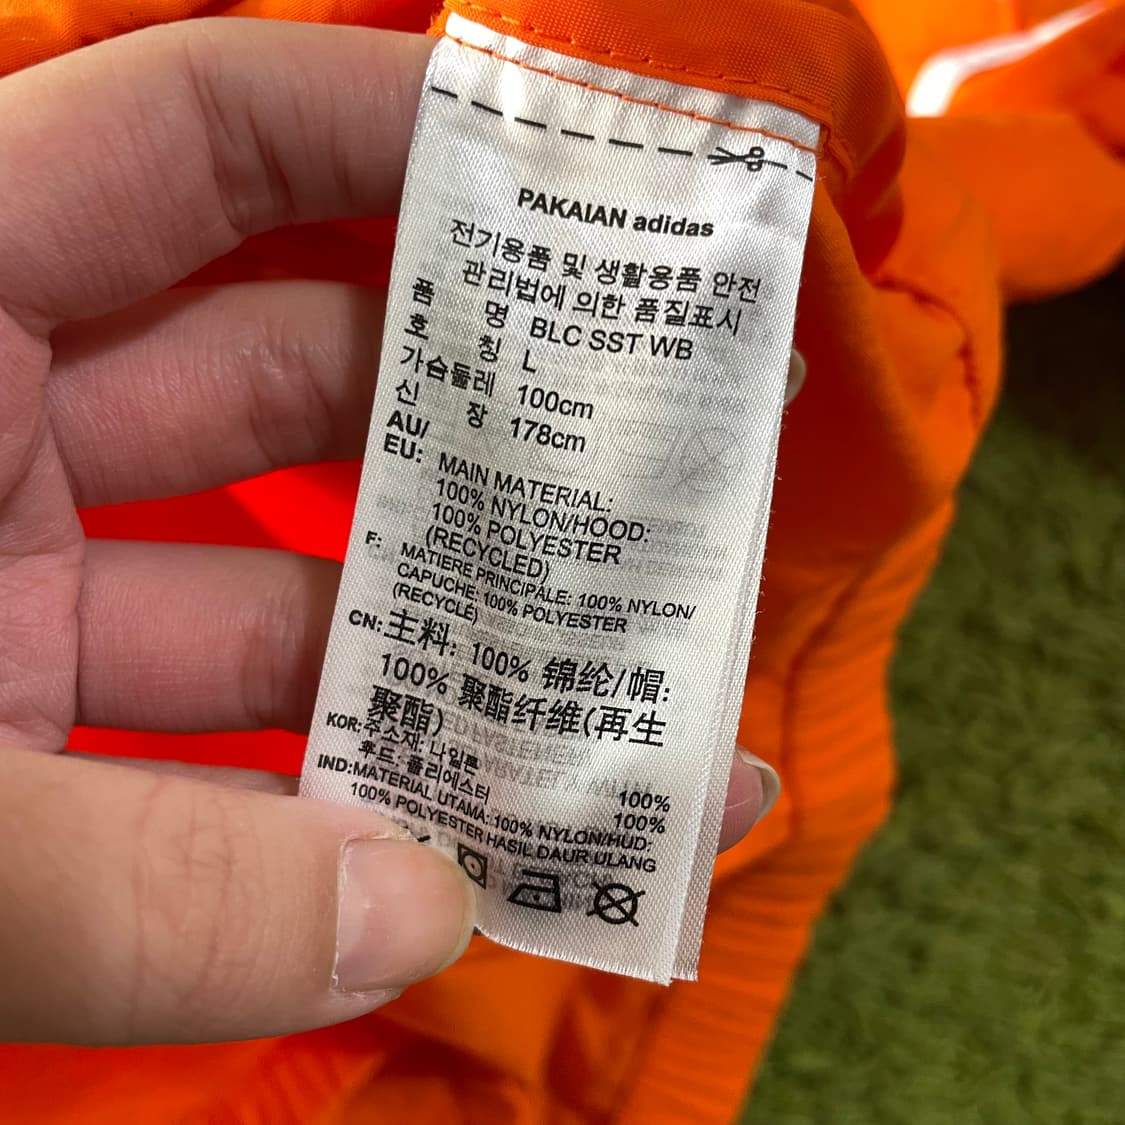 PAKAIAN adidas
전기용품 및 생활용품 안전
관리법에 의한 품질표시
품 명 BLC SST WB
호 칭 L
가슴둘레 100cm
신 장 178cm
AU/
EU: MAIN MATERIAL:
100% NYLON/HOOD:
100% POLYESTER
(RECYCLED)
F: MATIERE PRINCIPALE: 100% NYLON/
CAPUCHE: 100% POLYESTER
(RECYCLÉ)
CN: 主料: 100% 锦纶/帽:
100% 聚酯纤维(再生
聚酯)
KOR: 주소재: 나일론 100%
후드: 폴리에스터 100%
IND: MATERIAL UTAMA: 100% NYLON/HUD:
100% POLYESTER HASIL DAUR ULANG